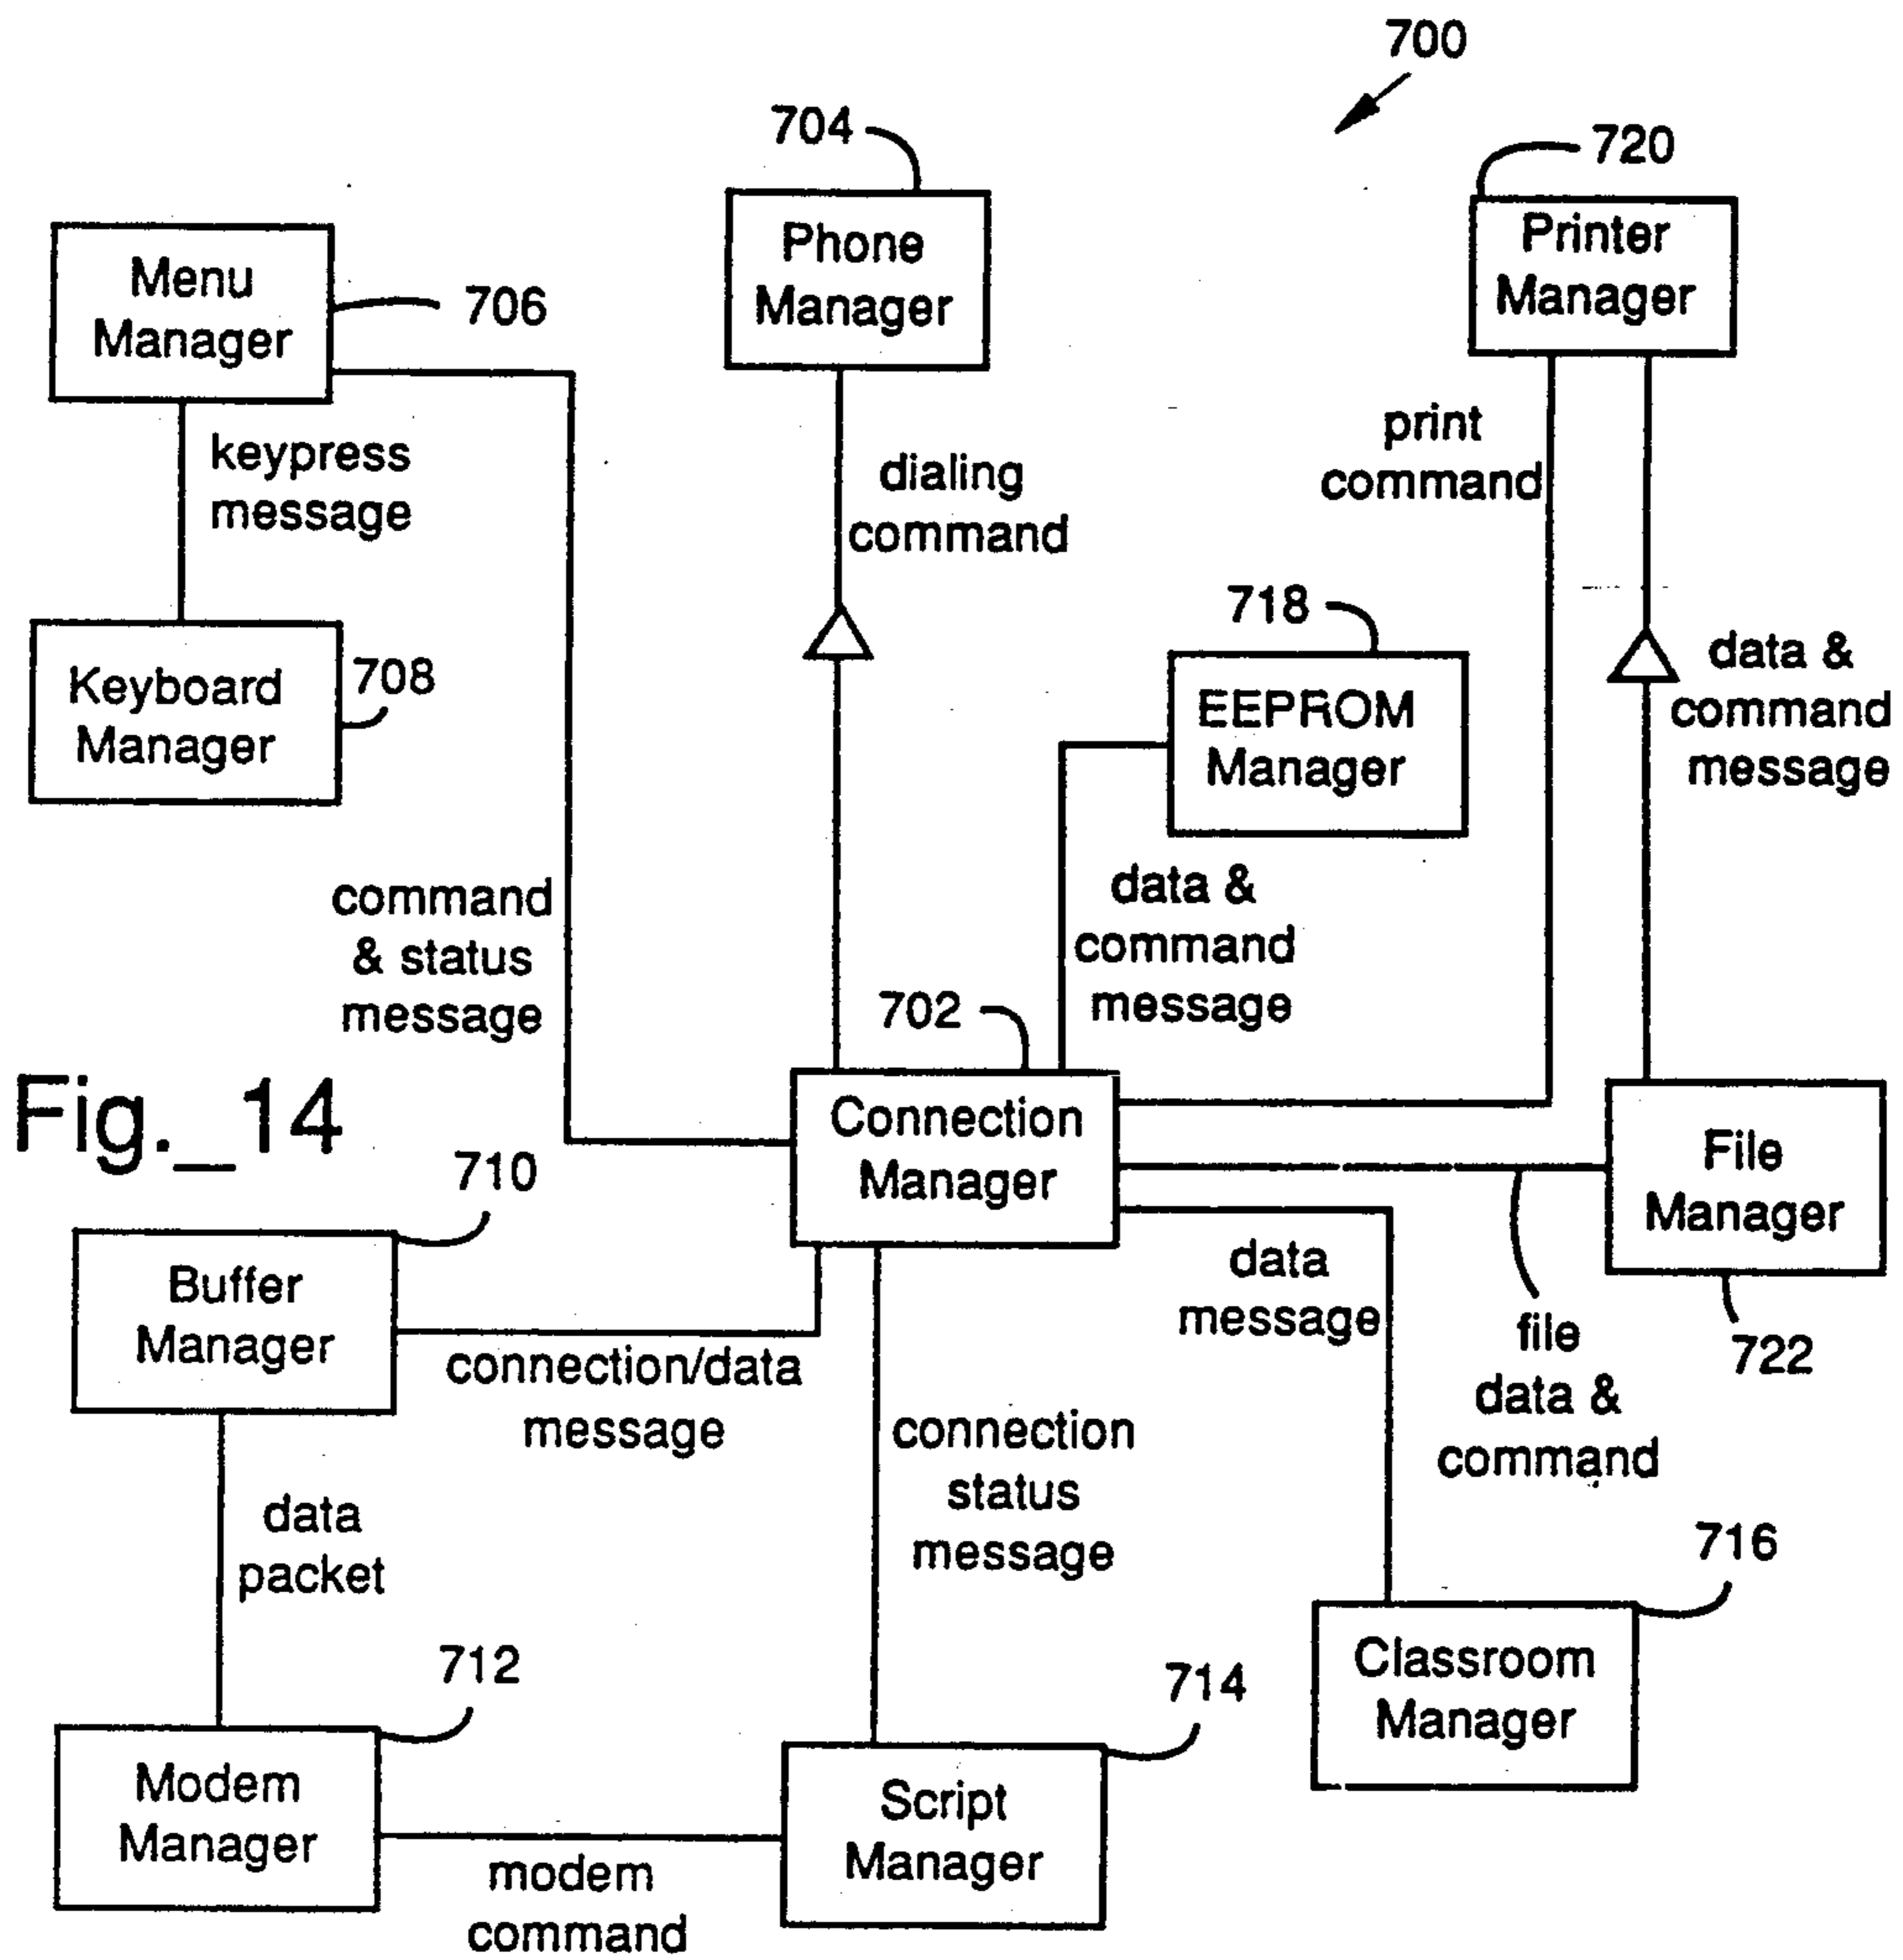 700
704
720
Menu
Manager
706
Phone
Manager
Printer
Manager
keypress
message
dialing
command
print
command
Keyboard
Manager
708
718
EEPROM
Manager
data &
command
message
command
& status
message
data &
command
message
702
Fig._14
Connection
Manager
File
Manager
722
710
Buffer
Manager
connection/data
message
data
message
file
data &
command
connection
status
message
data
packet
716
Classroom
Manager
712
Modem
Manager
714
Script
Manager
modem
command